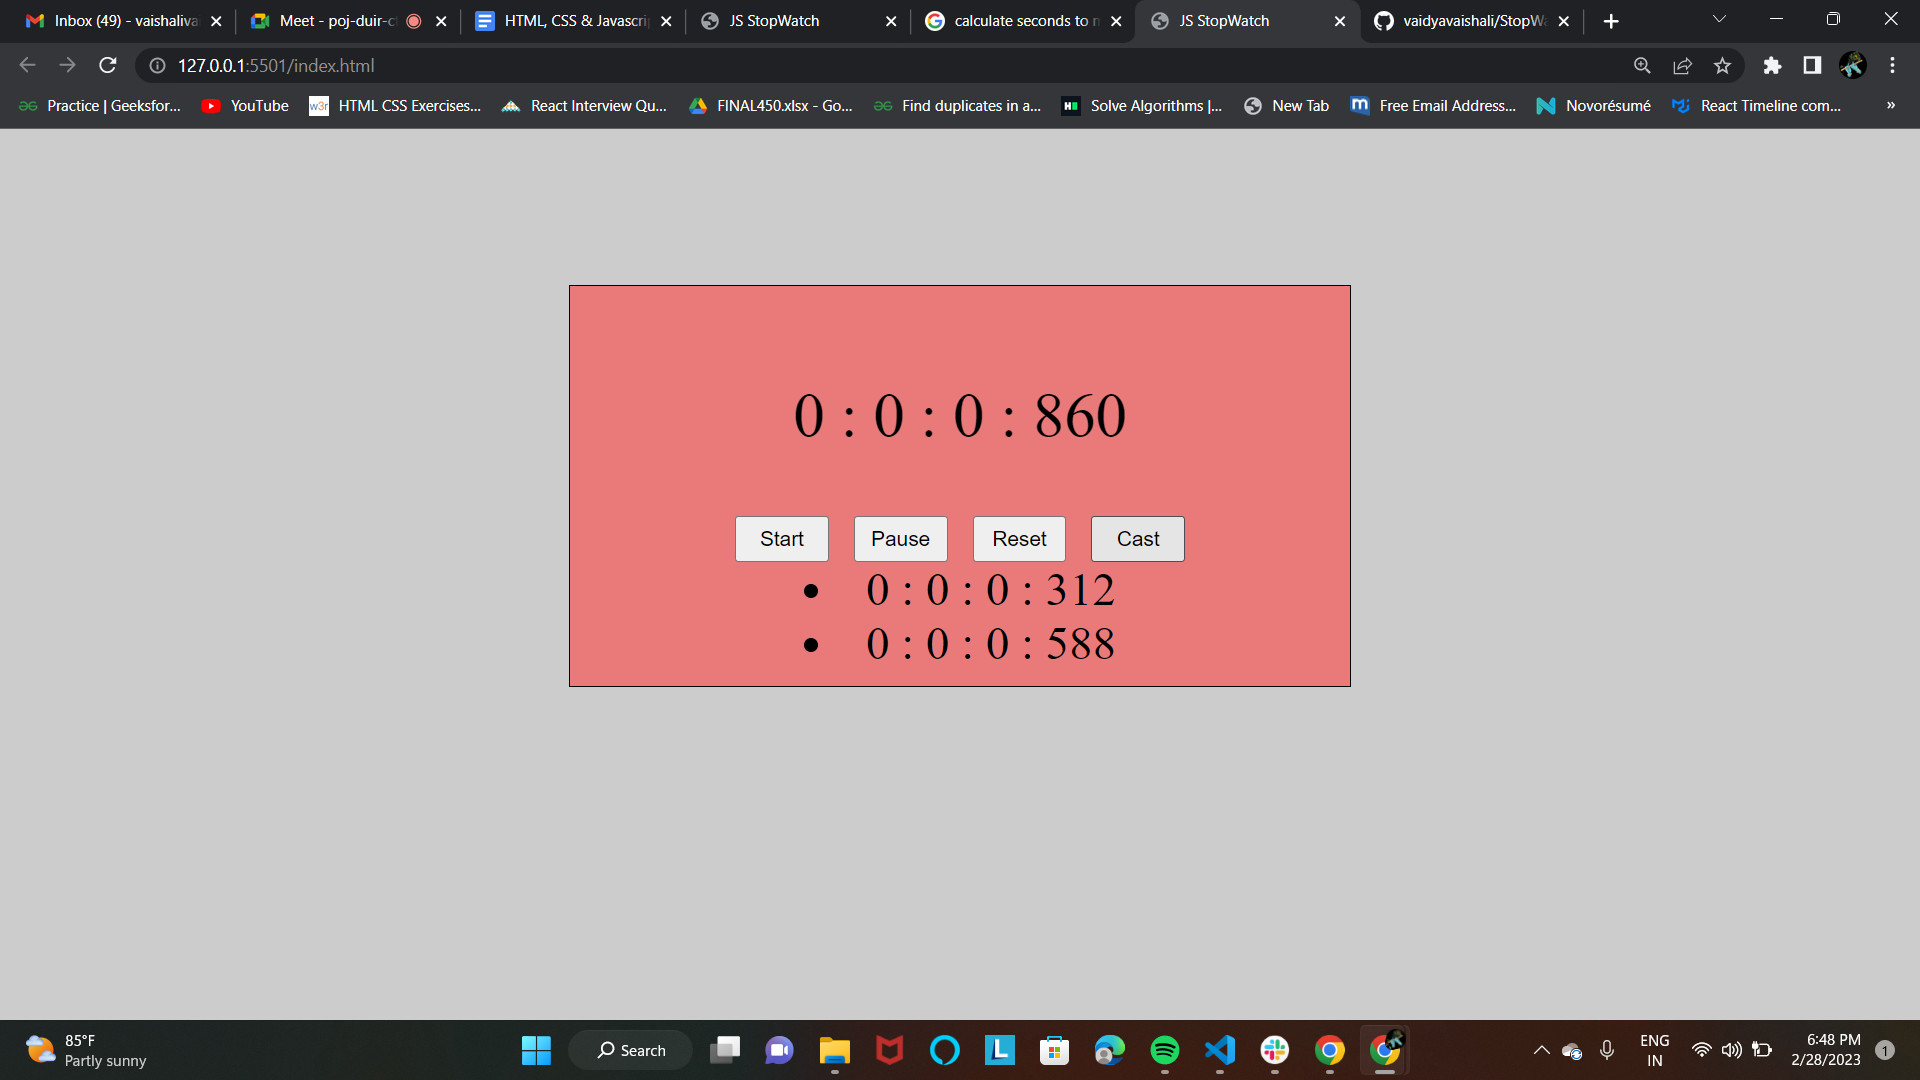 Inbox (49) - vaishaliva
Meet - poj-duir-c
HTML, CSS & Javascri
JS StopWatch
calculate seconds to m
JS StopWatch
vaidyavaishali/StopWa
127.0.0.1:5501/index.html
Practice | Geeksfor...
YouTube
w3r
HTML CSS Exercises...
React Interview Qu...
FINAL450.xlsx - Go...
Find duplicates in a...
Solve Algorithms |...
New Tab
Free Email Address...
Novorésumé
React Timeline com...
»
0 : 0 : 0 : 860
Start
Pause
Reset
Cast
• 0 : 0 : 0 : 312
• 0 : 0 : 0 : 588
85°F
Partly sunny
Search
ENG
IN
6:48 PM
2/28/2023
1